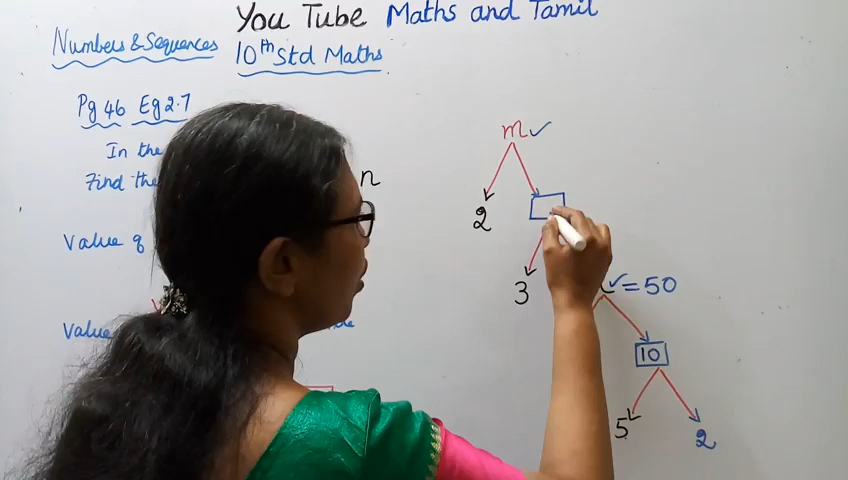 You Tube Maths and Tamil
Numbers & Sequences 10th Std Maths
Pg 46 Eg 2.7
In the
Find the
n
Value of
Value
m ✓
2
3
✓ = 50
10
5
2